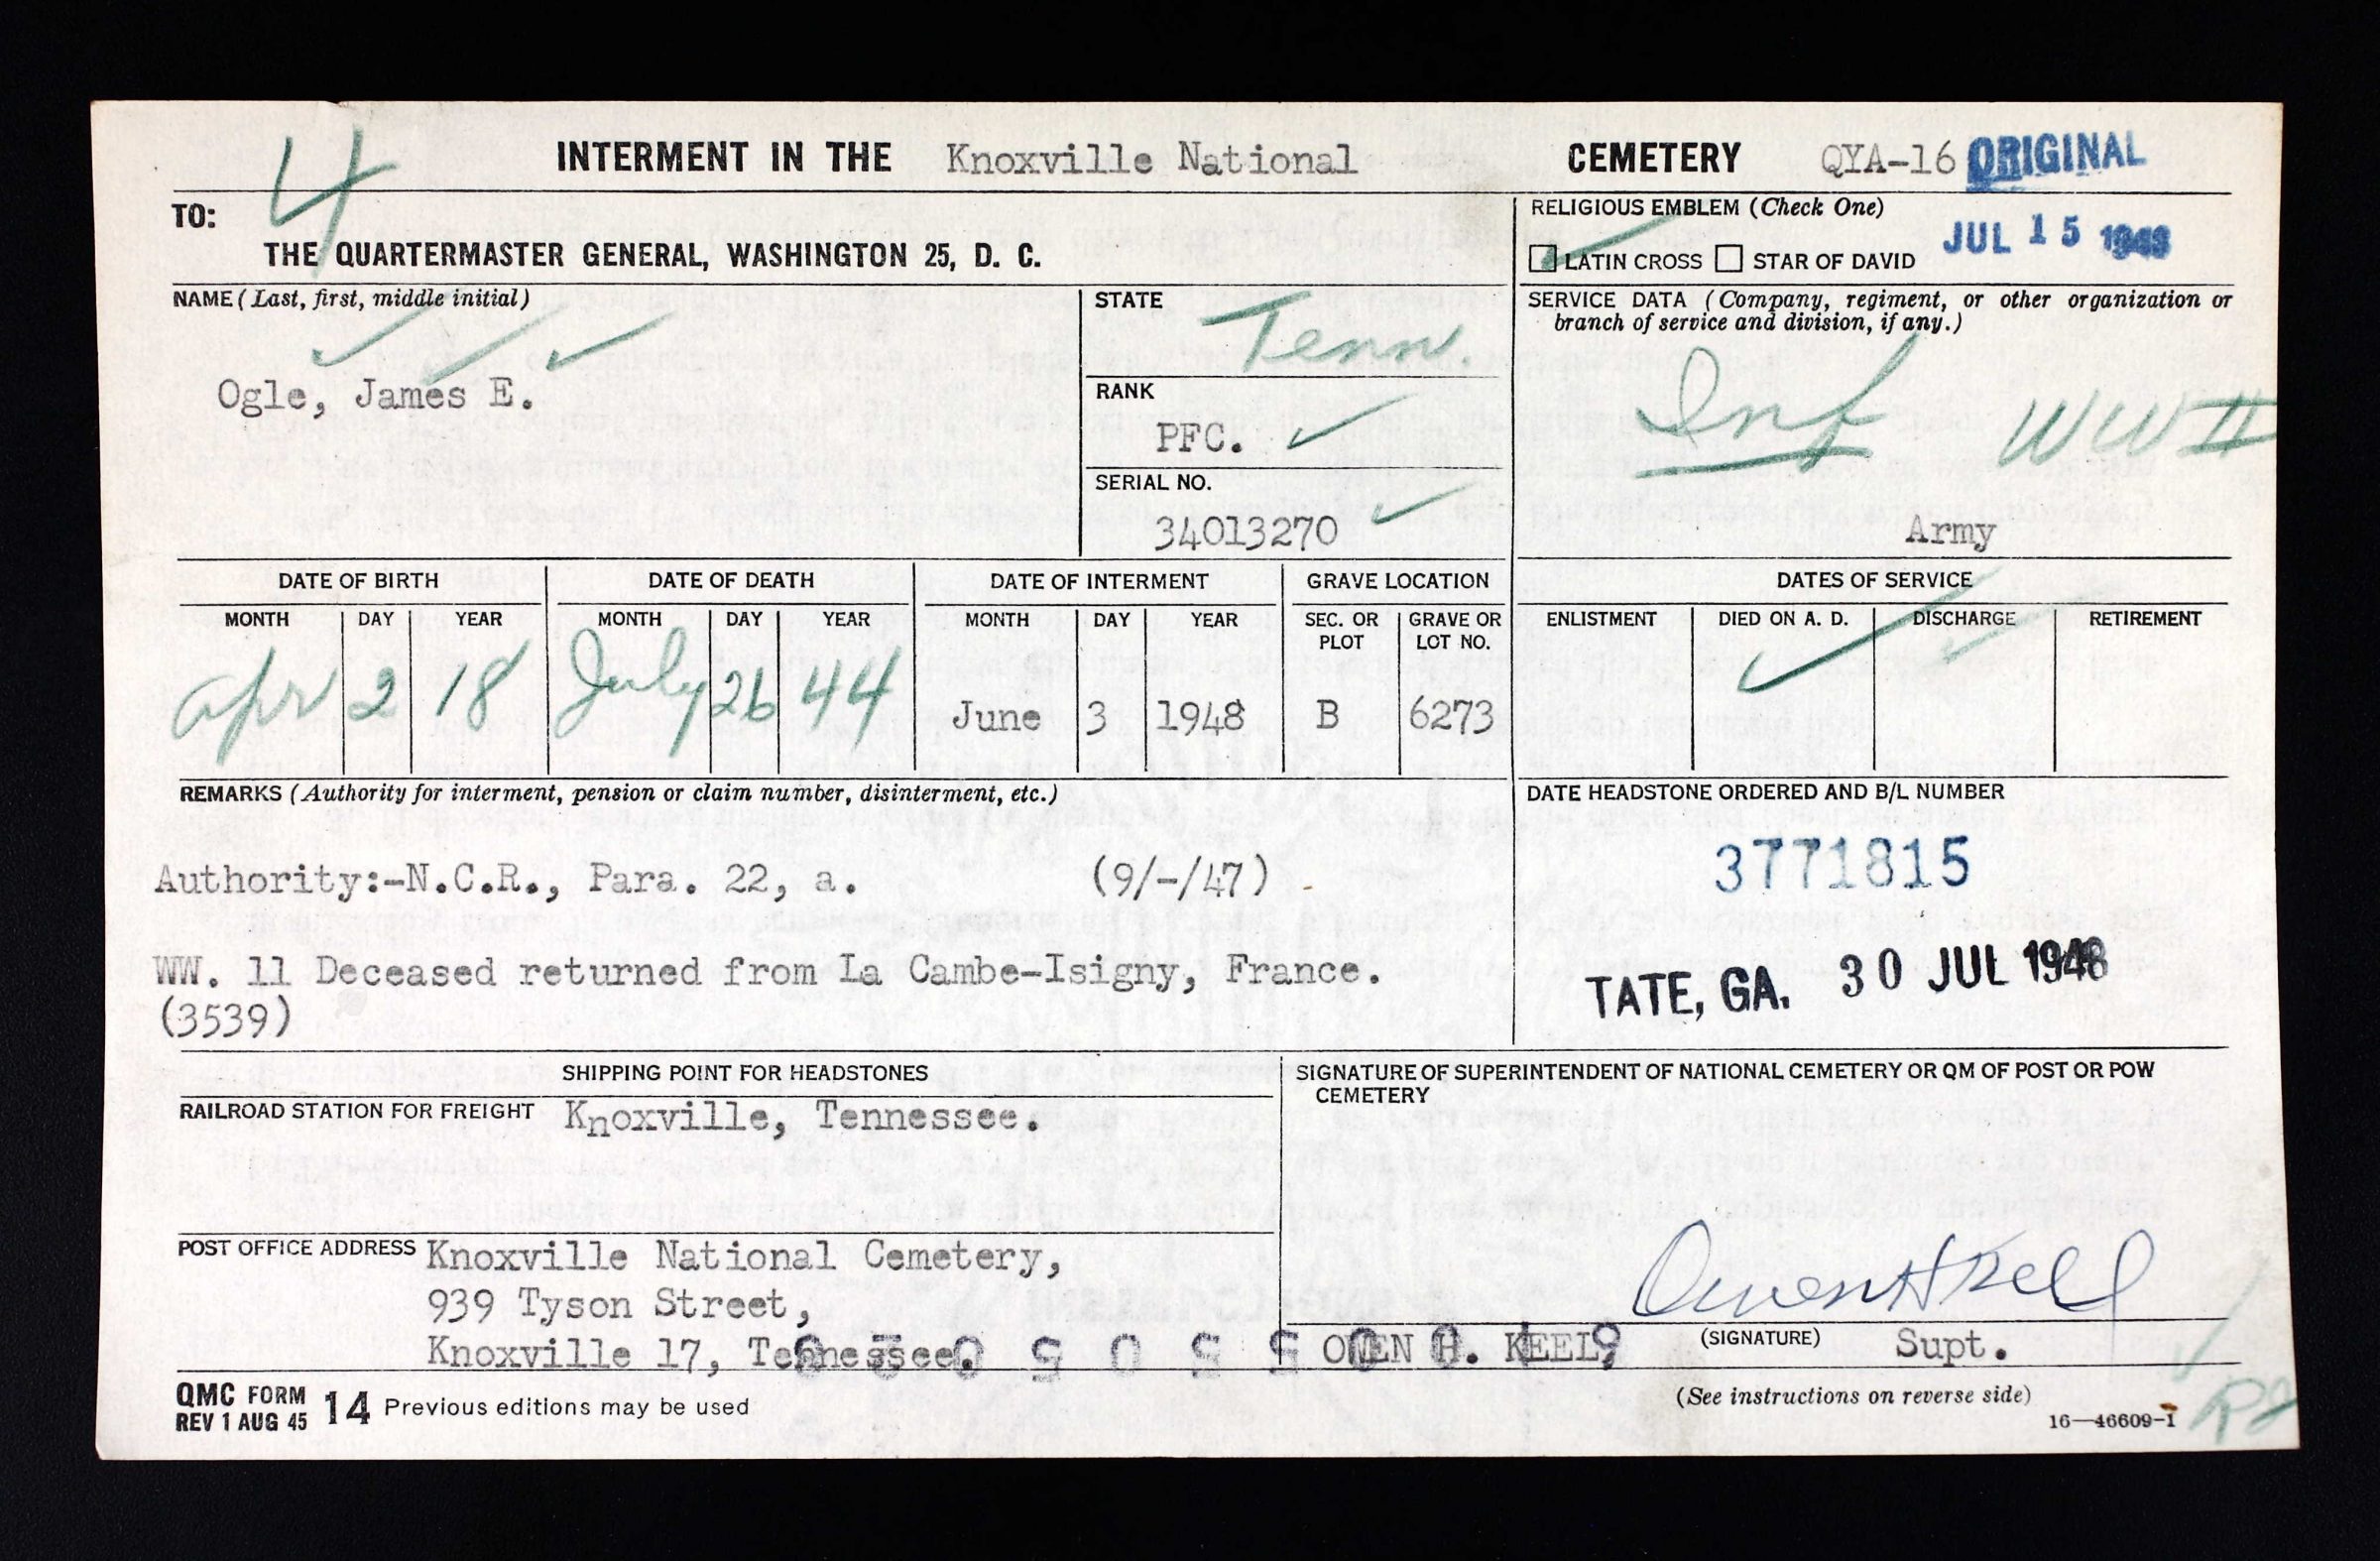 4
INTERMENT IN THE Knoxville National CEMETERY QYA-16 ORIGINAL
TO:
THE QUARTERMASTER GENERAL, WASHINGTON 25, D. C.
RELIGIOUS EMBLEM (Check One)
LATIN CROSS STAR OF DAVID
JUL 15 1948
NAME (Last, first, middle initial)
Ogle, James E.
STATE
Tenn.
RANK
PFC.
SERIAL NO.
34013270
SERVICE DATA (Company, regiment, or other organization or
branch of service and division, if any.)
Inf WW II
Army
DATE OF BIRTH DATE OF DEATH DATE OF INTERMENT GRAVE LOCATION DATES OF SERVICE
MONTH DAY YEAR MONTH DAY YEAR MONTH DAY YEAR SEC. OR PLOT GRAVE OR LOT NO. ENLISTMENT DIED ON A. D. DISCHARGE RETIREMENT
Apr 2 18 July 26 44 June 3 1948 B 6273
REMARKS (Authority for interment, pension or claim number, disinterment, etc.)
Authority:-N.C.R., Para. 22, a. (9/-/47)
WW. 11 Deceased returned from La Cambe-Isigny, France.
(3539)
DATE HEADSTONE ORDERED AND B/L NUMBER
3771815
TATE, GA. 30 JUL 1948
SHIPPING POINT FOR HEADSTONES
RAILROAD STATION FOR FREIGHT Knoxville, Tennessee.
POST OFFICE ADDRESS Knoxville National Cemetery,
939 Tyson Street,
Knoxville 17, Tennessee.
SIGNATURE OF SUPERINTENDENT OF NATIONAL CEMETERY OR QM OF POST OR POW
CEMETERY
Owen H Keel
OWEN H. KEEL, (SIGNATURE) Supt.
QMC FORM
REV 1 AUG 45 14 Previous editions may be used
(See instructions on reverse side)
16—46609-1